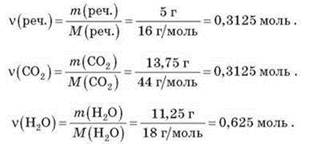 ν(реч.) = m(реч.) / M(реч.) = 5 г / 16 г/моль = 0,3125 моль .
ν(CO₂) = m(CO₂) / M(CO₂) = 13,75 г / 44 г/моль = 0,3125 моль .
ν(H₂O) = m(H₂O) / M(H₂O) = 11,25 г / 18 г/моль = 0,625 моль .